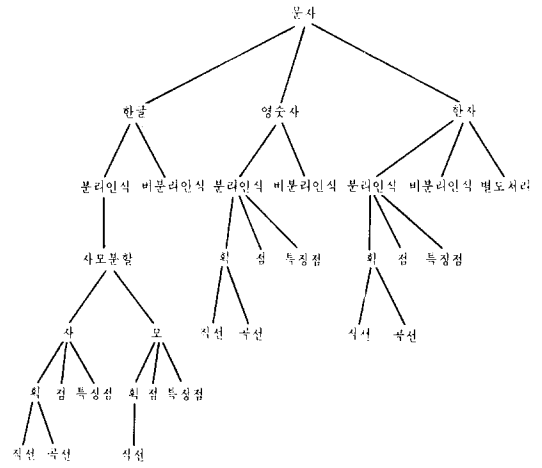 문자
한글 영숫자 한자
분리인식 비분리인식 분리인식 비분리인식 분리인식 비분리인식 별도처리
자모분할 획 점 특징점 획 점 특징점
자 모 직선 곡선 직선 곡선
획 점 특징점 획 점 특징점
직선 곡선 직선